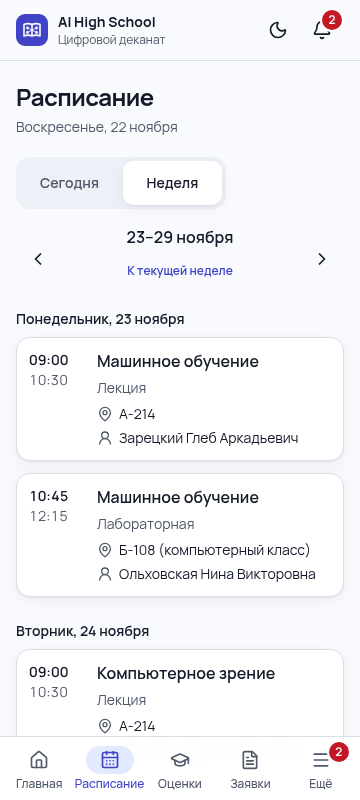 AI High School
Цифровой деканат
2
Расписание
Воскресенье, 22 ноября
Сегодня
Неделя
23–29 ноября
К текущей неделе
Понедельник, 23 ноября
09:00
Машинное обучение
10:30
Лекция
А-214
Зарецкий Глеб Аркадьевич
10:45
Машинное обучение
12:15
Лабораторная
Б-108 (компьютерный класс)
Ольховская Нина Викторовна
Вторник, 24 ноября
09:00
Компьютерное зрение
10:30
Лекция
А-214
2
Главная
Расписание
Оценки
Заявки
Ещё